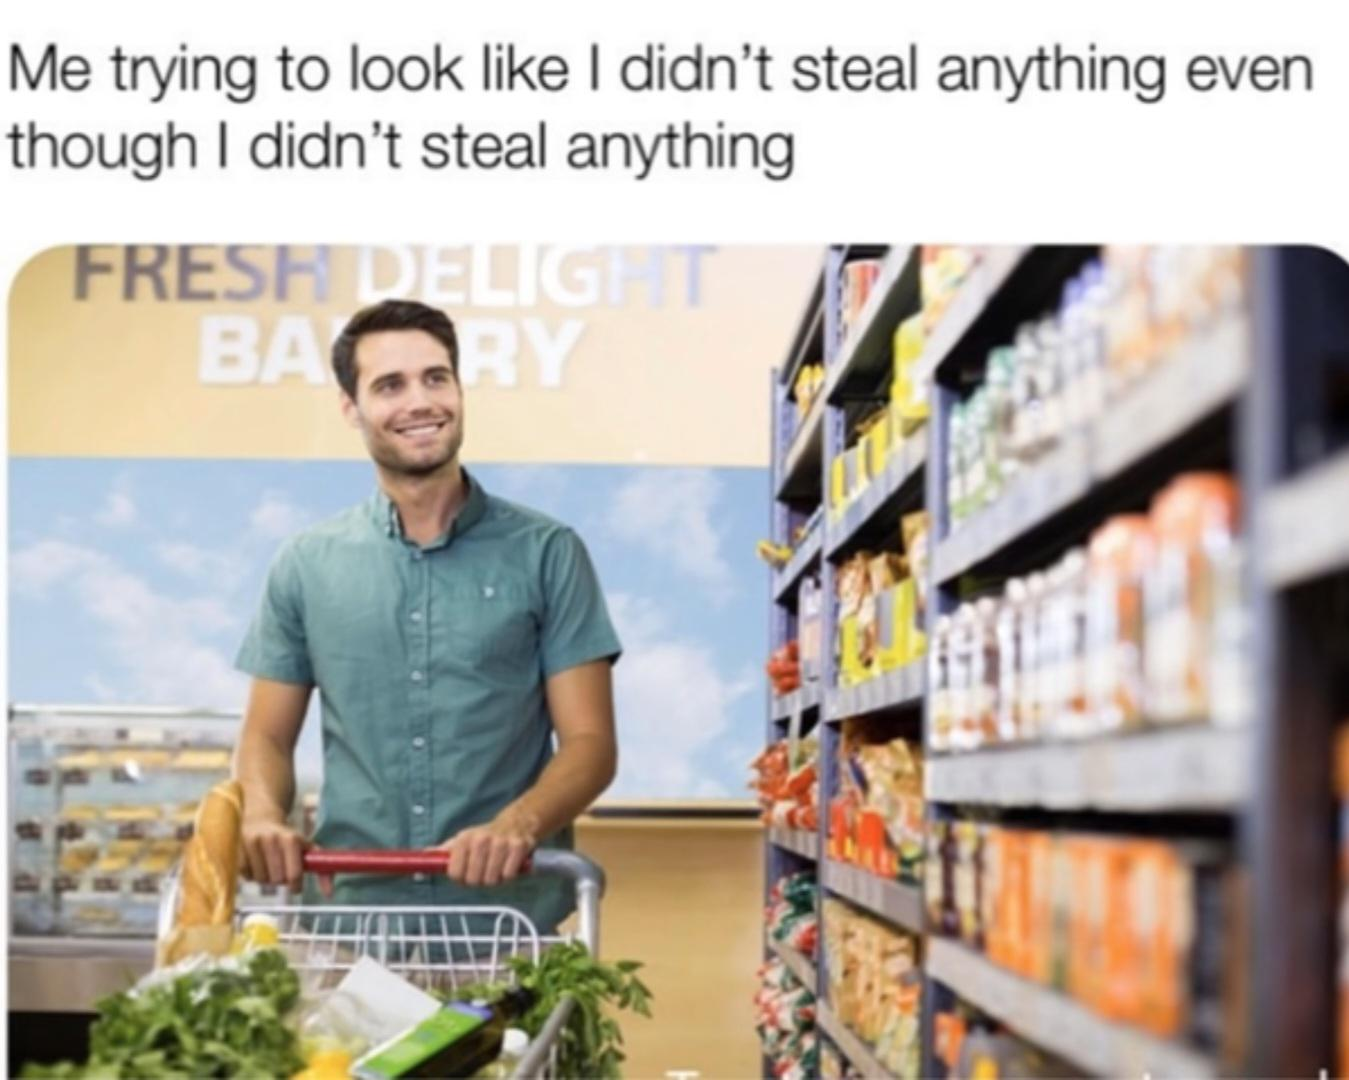 Me trying to look like I didn’t steal anything even
though I didn’t steal anything
FRESH DELIGHT